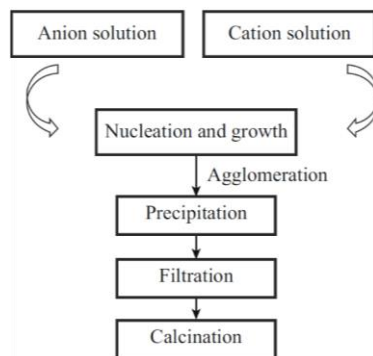 Anion solution
Cation solution
Nucleation and growth
Agglomeration
Precipitation
Filtration
Calcination